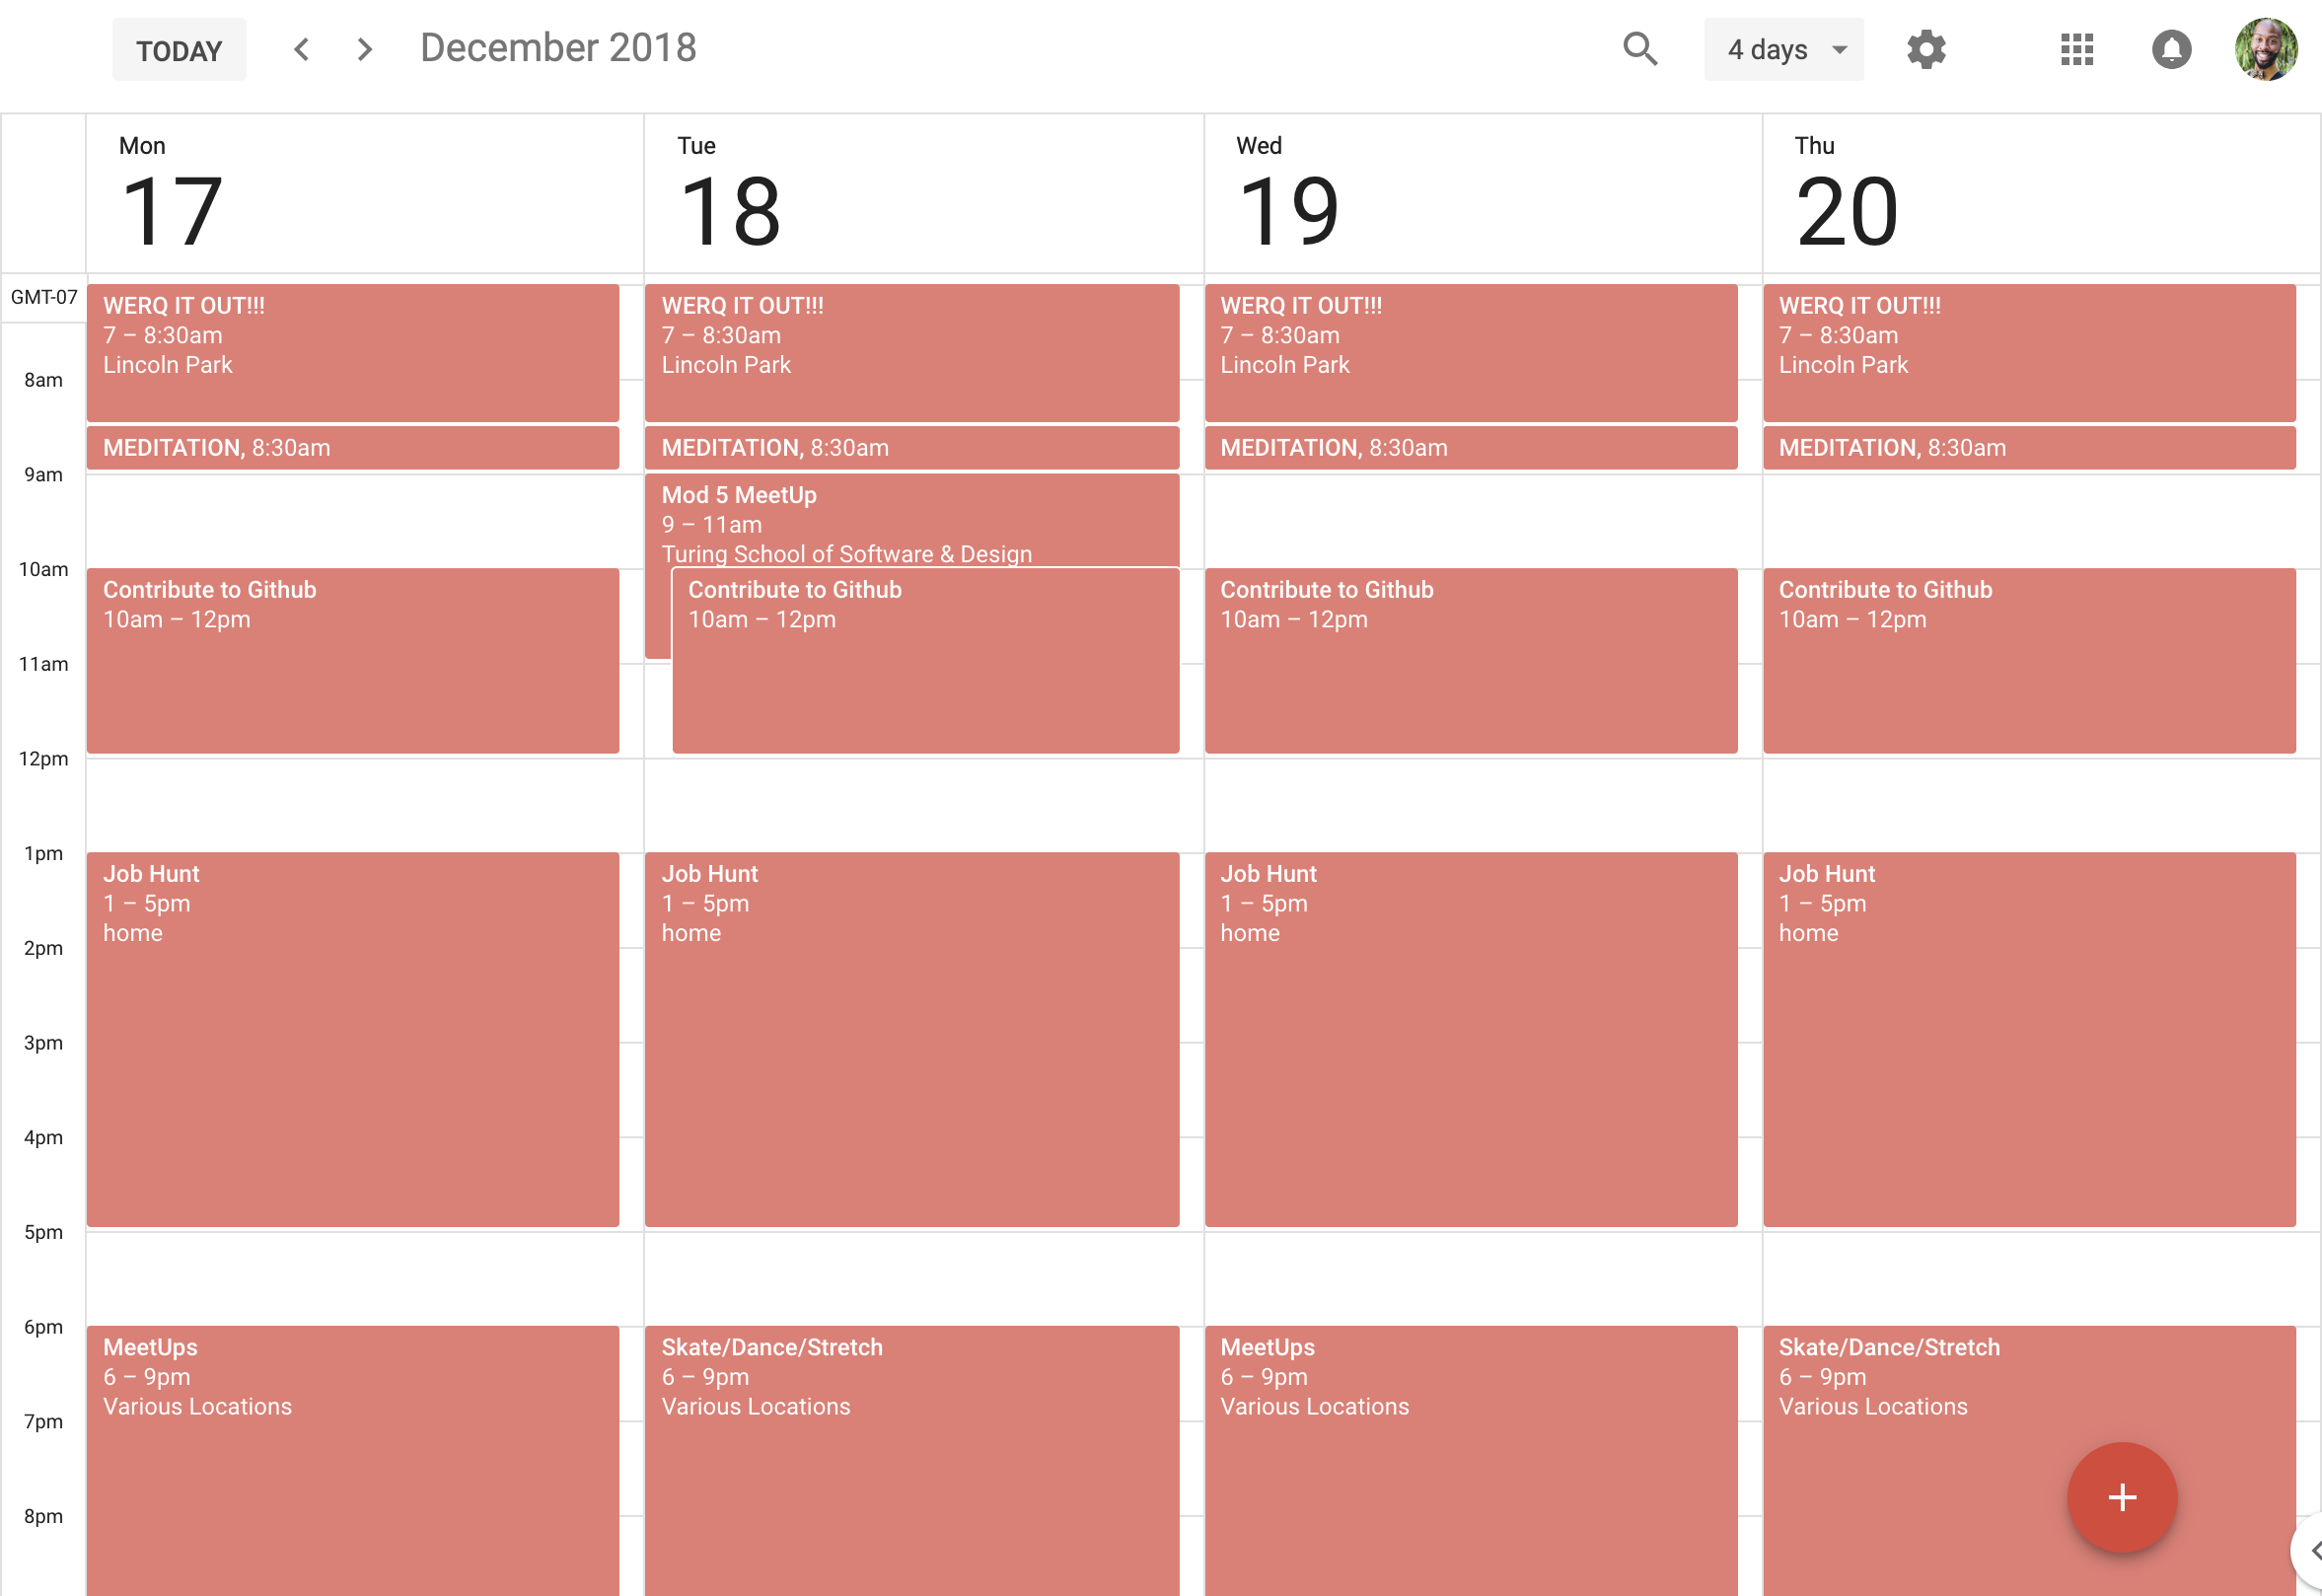 TODAY
December 2018
4 days
Mon
17
Tue
18
Wed
19
Thu
20
GMT-07
8am
9am
10am
11am
12pm
1pm
2pm
3pm
4pm
5pm
6pm
7pm
8pm
WERQ IT OUT!!!
7 – 8:30am
Lincoln Park
MEDITATION, 8:30am
Contribute to Github
10am – 12pm
Job Hunt
1 – 5pm
home
MeetUps
6 – 9pm
Various Locations
WERQ IT OUT!!!
7 – 8:30am
Lincoln Park
MEDITATION, 8:30am
Mod 5 MeetUp
9 – 11am
Turing School of Software & Design
Contribute to Github
10am – 12pm
Job Hunt
1 – 5pm
home
Skate/Dance/Stretch
6 – 9pm
Various Locations
WERQ IT OUT!!!
7 – 8:30am
Lincoln Park
MEDITATION, 8:30am
Contribute to Github
10am – 12pm
Job Hunt
1 – 5pm
home
MeetUps
6 – 9pm
Various Locations
WERQ IT OUT!!!
7 – 8:30am
Lincoln Park
MEDITATION, 8:30am
Contribute to Github
10am – 12pm
Job Hunt
1 – 5pm
home
Skate/Dance/Stretch
6 – 9pm
Various Locations